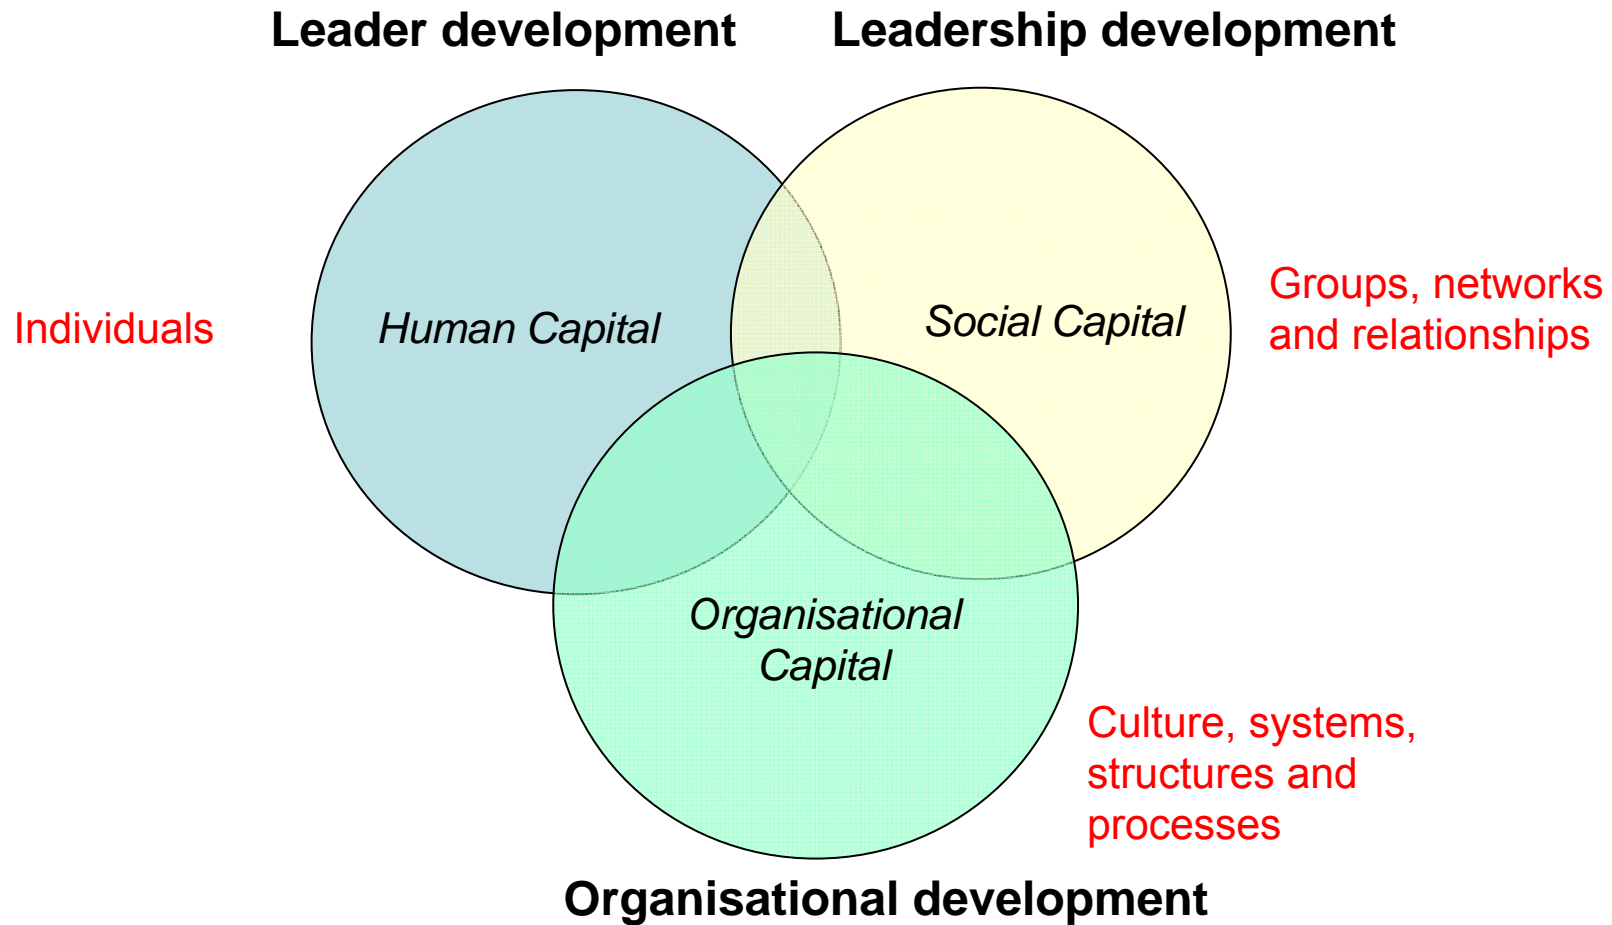 Leader development
Leadership development
Individuals
Human Capital
Social Capital
Groups, networks
and relationships
Organisational
Capital
Culture, systems,
structures and
processes
Organisational development